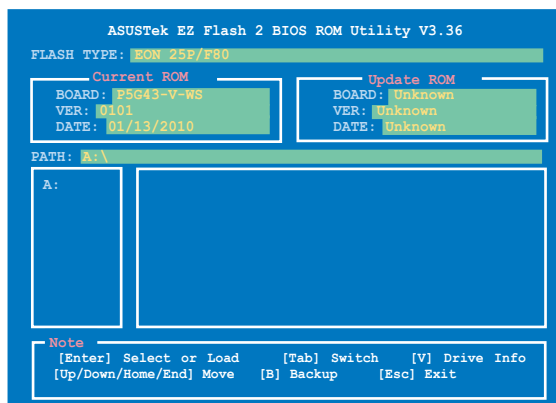 ASUSTek EZ Flash 2 BIOS ROM Utility V3.36
FLASH TYPE: EON 25P/F80
Current ROM
BOARD: P5G43-V-WS
VER: 0101
DATE: 01/13/2010
Update ROM
BOARD: Unknown
VER: Unknown
DATE: Unknown
PATH: A:\
A:
Note
[Enter] Select or Load [Tab] Switch [V] Drive Info
[Up/Down/Home/End] Move [B] Backup [Esc] Exit